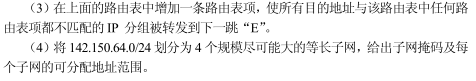 （3）在上面的路由表中增加一条路由表项，使所有目的地址与该路由表中任何路
由表项都不匹配的 IP 分组被转发到下一跳“E”。
（4）将 142.150.64.0/24 划分为 4 个规模尽可能大的等长子网，给出子网掩码及每
个子网的可分配地址范围。